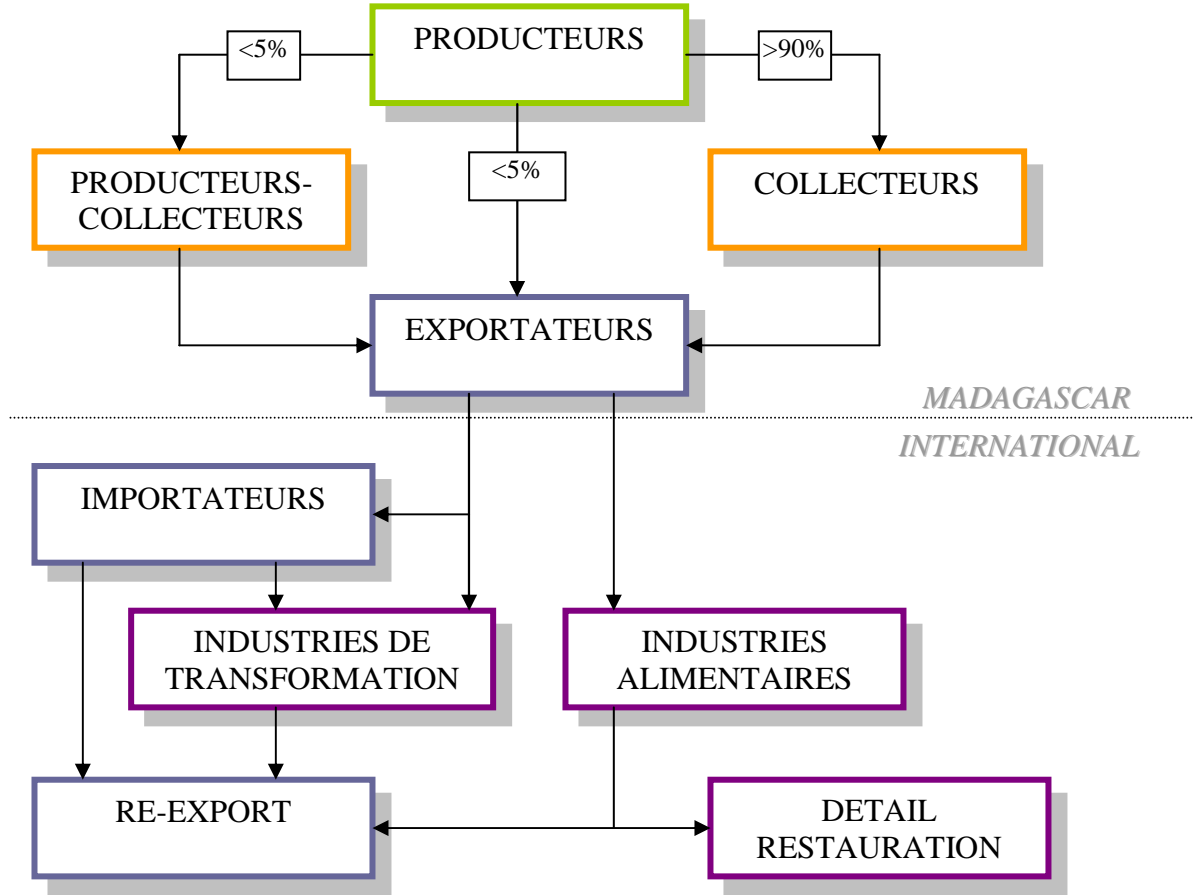 PRODUCTEURS
<5%
>90%
<5%
PRODUCTEURS-
COLLECTEURS
COLLECTEURS
EXPORTATEURS
MADAGASCAR
INTERNATIONAL
IMPORTATEURS
INDUSTRIES DE
TRANSFORMATION
INDUSTRIES
ALIMENTAIRES
RE-EXPORT
DETAIL
RESTAURATION